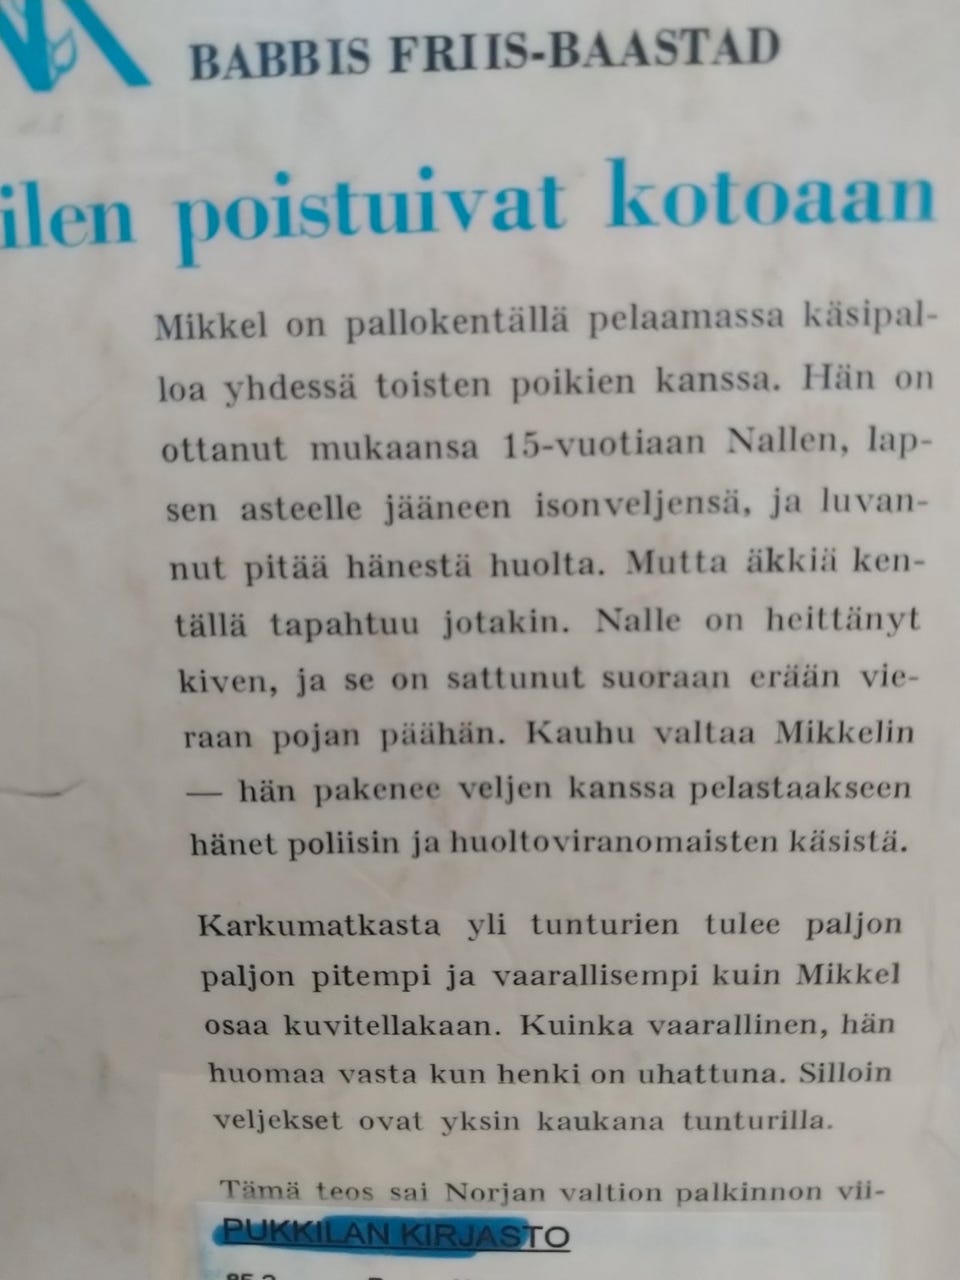 BABBIS FRIIS-BAASTAD
ilen poistuivat kotoaan
Mikkel on pallokentällä pelaamassa käsipal-
loa yhdessä toisten poikien kanssa. Hän on
ottanut mukaansa 15-vuotiaan Nallen, lap-
sen asteelle jääneen isonveljensä, ja luvan-
nut pitää hänestä huolta. Mutta äkkiä ken-
tällä tapahtuu jotakin. Nalle on heittänyt
kiven, ja se on sattunut suoraan erään vie-
raan pojan päähän. Kauhu valtaa Mikkelin
— hän pakenee veljen kanssa pelastaakseen
hänet poliisin ja huoltoviranomaisten käsistä.
Karkumatkasta yli tunturien tulee paljon
paljon pitempi ja vaarallisempi kuin Mikkel
osaa kuvitellakaan. Kuinka vaarallinen, hän
huomaa vasta kun henki on uhattuna. Silloin
veljekset ovat yksin kaukana tunturilla.
Tämä teos sai Norjan valtion palkinnon vii-
PUKKILAN KIRJASTO